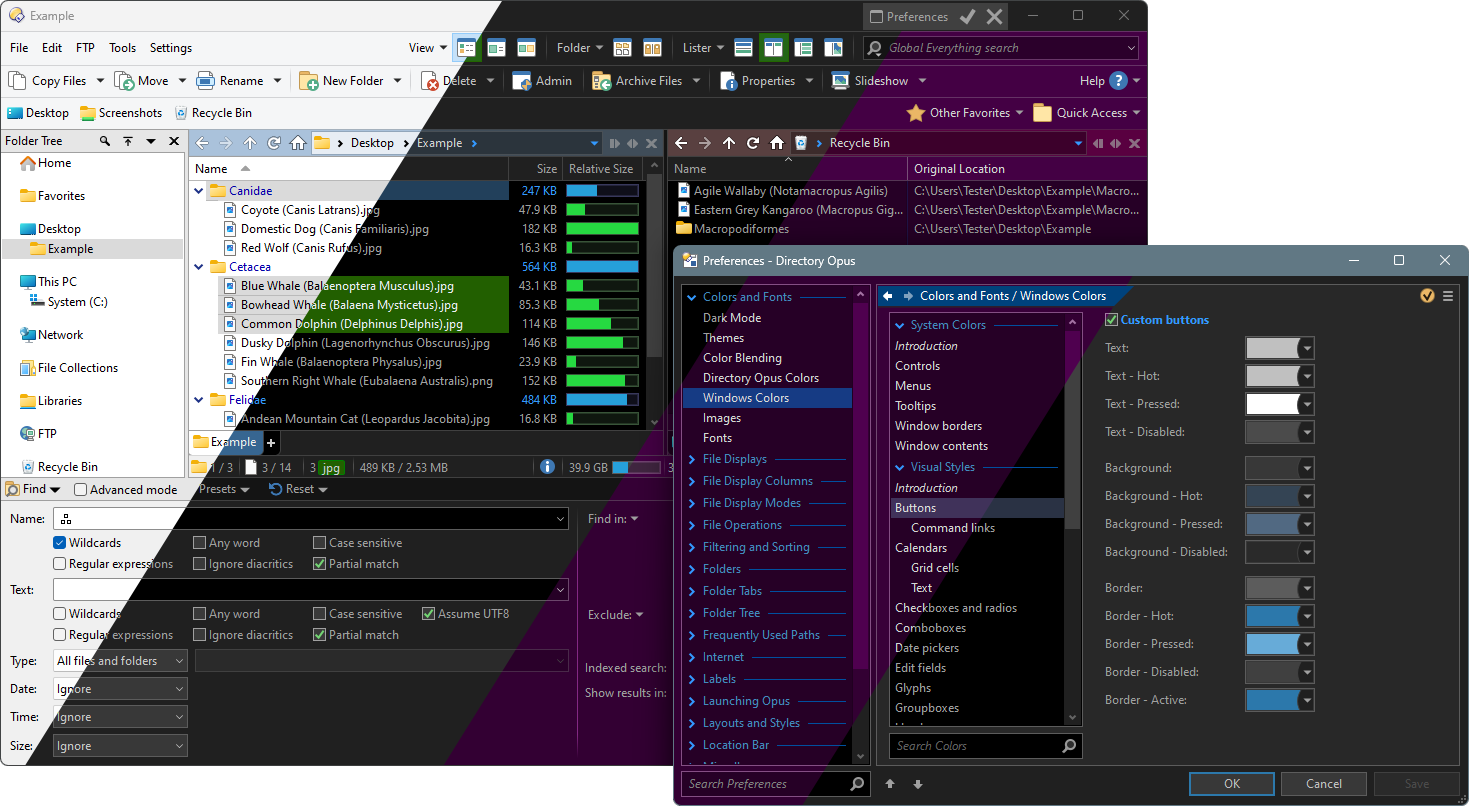 Example
Preferences
File Edit FTP Tools Settings View Folder Lister Global Everything search
Copy Files Move Rename New Folder Delete Admin Archive Files Properties Slideshow Help ?
Desktop Screenshots Recycle Bin Other Favorites Quick Access
Folder Tree
Home
Favorites
Desktop
Example
This PC
System (C:)
Network
File Collections
Libraries
FTP
Recycle Bin
Desktop Example
Name Size Relative Size
Canidae 247 KB
Coyote (Canis Latrans).jpg 47.9 KB
Domestic Dog (Canis Familiaris).jpg 182 KB
Red Wolf (Canis Rufus).jpg 16.3 KB
Cetacea 564 KB
Blue Whale (Balaenoptera Musculus).jpg 43.1 KB
Bowhead Whale (Balaena Mysticetus).jpg 85.3 KB
Common Dolphin (Delphinus Delphis).jpg 114 KB
Dusky Dolphin (Lagenorhynchus Obscurus).jpg 146 KB
Fin Whale (Balaenoptera Physalus).jpg 23.9 KB
Southern Right Whale (Eubalaena Australis).png 152 KB
Felidae 484 KB
Andean Mountain Cat (Leopardus Jacobita).jpg 16.8 KB
Example +
1 / 3 3 / 14 3 jpg 489 KB / 2.53 MB 39.9 GB 3
Recycle Bin
Name Original Location
Agile Wallaby (Notamacropus Agilis) C:\Users\Tester\Desktop\Example\Macro...
Eastern Grey Kangaroo (Macropus Gig... C:\Users\Tester\Desktop\Example\Macro...
Macropodiformes C:\Users\Tester\Desktop\Example
Find Advanced mode Presets Reset
Name: Find in:
Wildcards Any word Case sensitive
Regular expressions Ignore diacritics Partial match
Text:
Wildcards Any word Case sensitive Assume UTF8 Exclude:
Regular expressions Ignore diacritics Partial match
Type: All files and folders Indexed search:
Date: Ignore Show results in:
Time: Ignore
Size: Ignore
Preferences - Directory Opus
Colors and Fonts
Dark Mode
Themes
Color Blending
Directory Opus Colors
Windows Colors
Images
Fonts
File Displays
File Display Columns
File Display Modes
File Operations
Filtering and Sorting
Folders
Folder Tabs
Folder Tree
Frequently Used Paths
Internet
Labels
Launching Opus
Layouts and Styles
Location Bar
Search Preferences
Colors and Fonts / Windows Colors
System Colors
Introduction
Controls
Menus
Tooltips
Window borders
Window contents
Visual Styles
Introduction
Buttons
Command links
Calendars
Grid cells
Text
Checkboxes and radios
Comboboxes
Date pickers
Edit fields
Glyphs
Groupboxes
Search Colors
Custom buttons
Text:
Text - Hot:
Text - Pressed:
Text - Disabled:
Background:
Background - Hot:
Background - Pressed:
Background - Disabled:
Border:
Border - Hot:
Border - Pressed:
Border - Disabled:
Border - Active:
OK Cancel Save